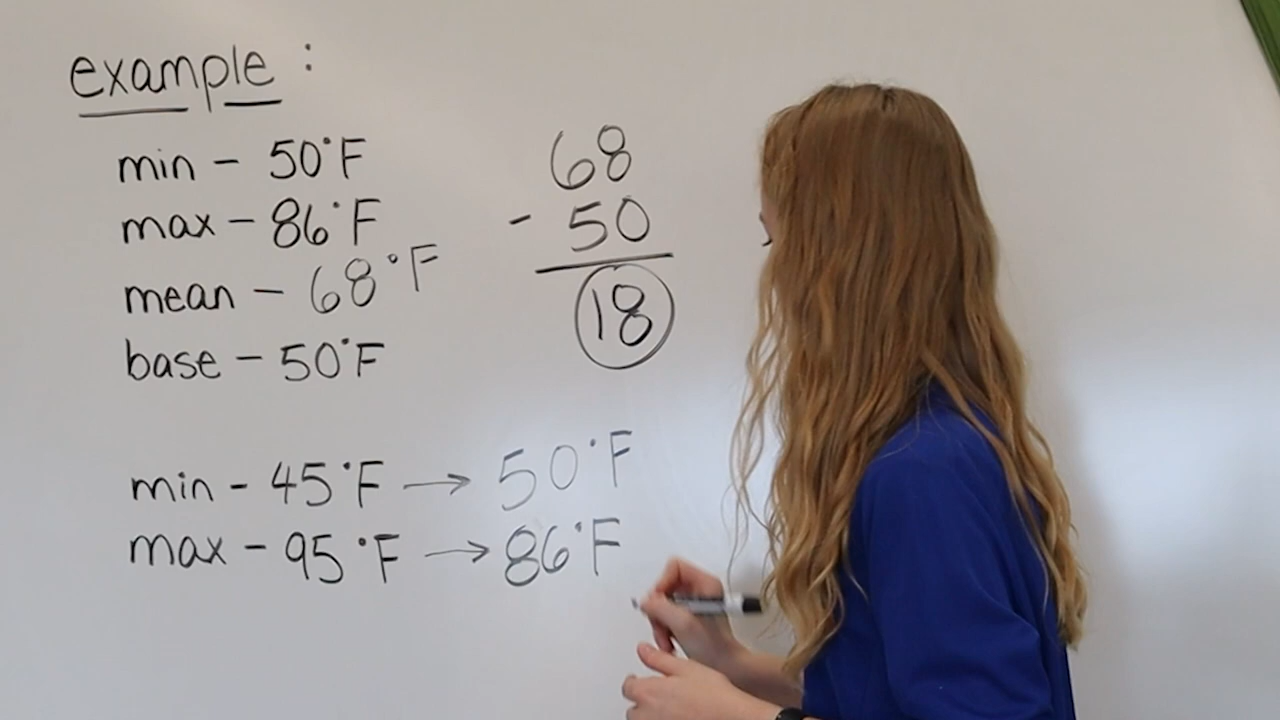 example :
min - 50°F
max - 86°F
mean - 68°F
base - 50°F
68
- 50
18
min - 45°F → 50°F
max - 95°F → 86°F